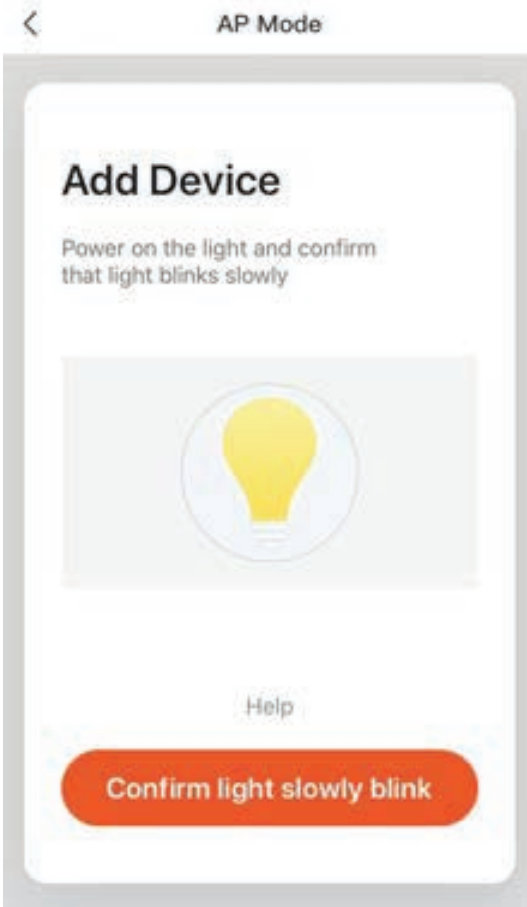 AP Mode
Add Device
Power on the light and confirm
that light blinks slowly
Help
Confirm light slowly blink